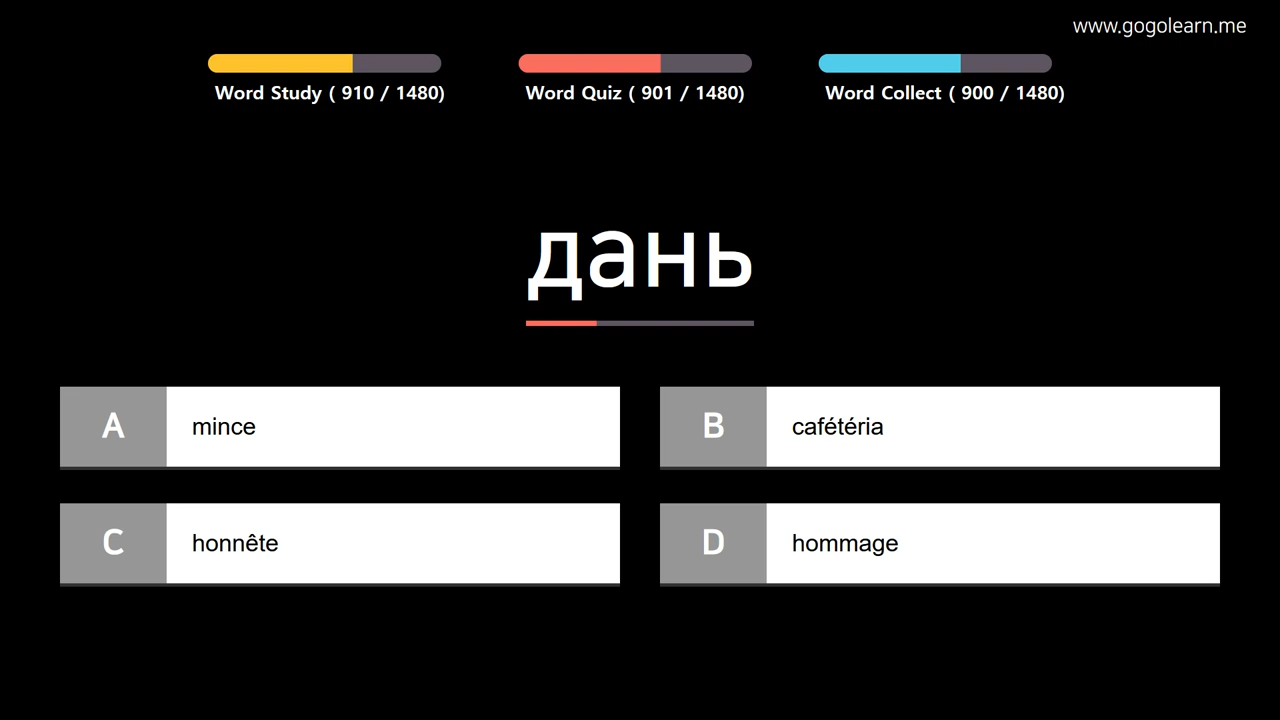 www.gogolearn.me
Word Study ( 910 / 1480)
Word Quiz ( 901 / 1480)
Word Collect ( 900 / 1480)
дань
A mince
B cafétéria
C honnête
D hommage